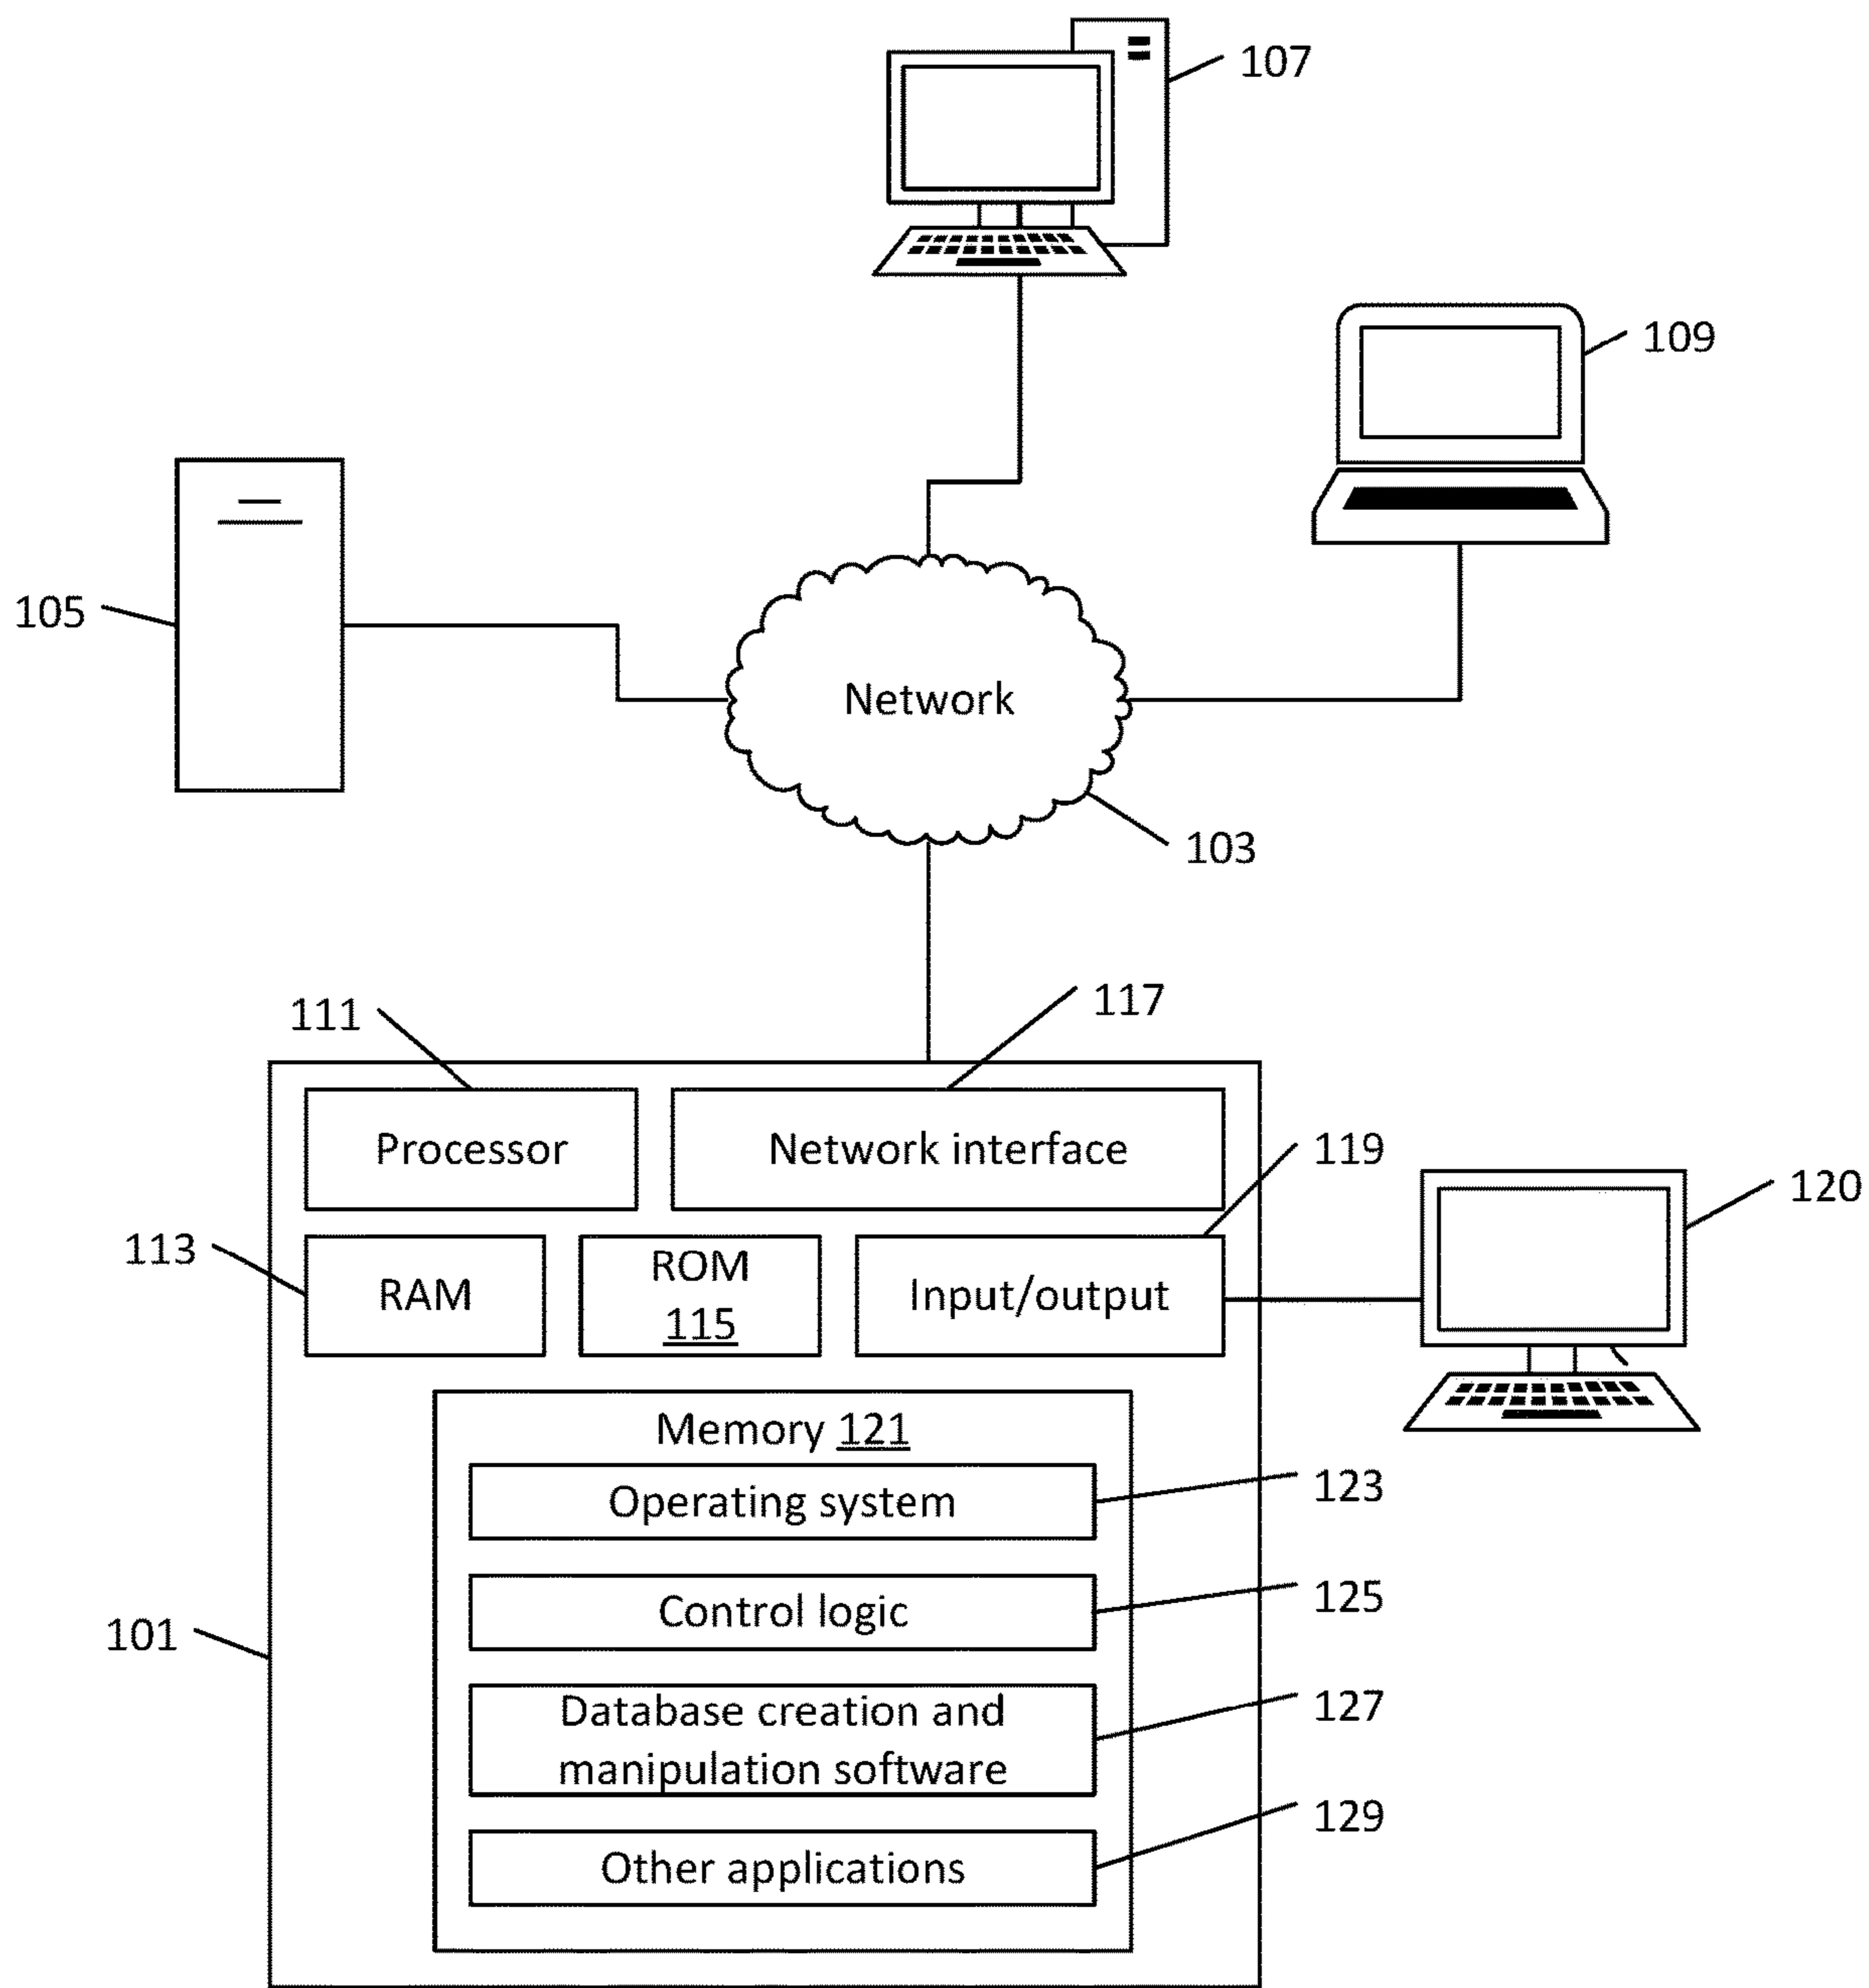 107
109
105
Network
103
111
117
Processor
Network interface
119
120
113
RAM
ROM
115
Input/output
Memory 121
Operating system
123
Control logic
125
101
Database creation and
manipulation software
127
Other applications
129